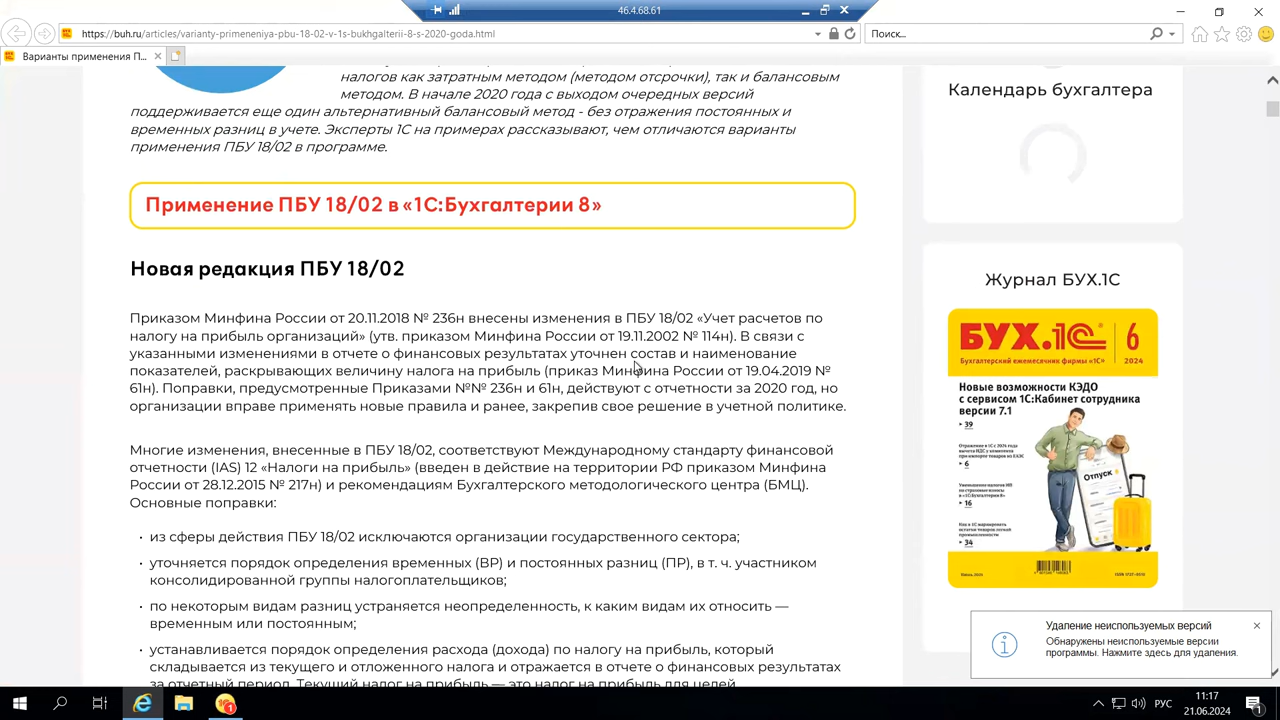 46.4.68.61
https://buh.ru/articles/varianty-primeneniya-pbu-18-02-v-1s-bukhgalterii-8-s-2020-goda.html
Поиск...
Варианты применения П...
налогов как затратным методом (методом отсрочки), так и балансовым
методом. В начале 2020 года с выходом очередных версий
поддерживается еще один альтернативный балансовый метод - без отражения постоянных и
временных разниц в учете. Эксперты 1С на примерах рассказывают, чем отличаются варианты
применения ПБУ 18/02 в программе.
Применение ПБУ 18/02 в «1С:Бухгалтерии 8»
Новая редакция ПБУ 18/02
Приказом Минфина России от 20.11.2018 № 236н внесены изменения в ПБУ 18/02 «Учет расчетов по
налогу на прибыль организаций» (утв. приказом Минфина России от 19.11.2002 № 114н). В связи с
указанными изменениями в отчете о финансовых результатах уточнен состав и наименование
показателей, раскрывающих величину налога на прибыль (приказ Минфина России от 19.04.2019 №
61н). Поправки, предусмотренные Приказами №№ 236н и 61н, действуют с отчетности за 2020 год, но
организации вправе применять новые правила и ранее, закрепив свое решение в учетной политике.
Многие изменения, внесенные в ПБУ 18/02, соответствуют Международному стандарту финансовой
отчетности (IAS) 12 «Налоги на прибыль» (введен в действие на территории РФ приказом Минфина
России от 28.12.2015 № 217н) и рекомендациям Бухгалтерского методологического центра (БМЦ).
Основные поправки:
• из сферы действия ПБУ 18/02 исключаются организации государственного сектора;
• уточняется порядок определения временных (ВР) и постоянных разниц (ПР), в т. ч. участником
консолидированной группы налогоплательщиков;
• по некоторым видам разниц устраняется неопределенность, к каким видам их относить —
временным или постоянным;
• устанавливается порядок определения расхода (дохода) по налогу на прибыль, который
складывается из текущего и отложенного налога и отражается в отчете о финансовых результатах
за отчетный период. Текущий налог на прибыль — это налог на прибыль для целей
Календарь бухгалтера
Журнал БУХ.1С
БУХ.1С 6
2024
Бухгалтерский ежемесячник фирмы «1С»
Новые возможности КЭДО
с сервисом 1С:Кабинет сотрудника
версии 7.1
39
6
16
34
Отпуск
Удаление неиспользуемых версий
Обнаружены неиспользуемые версии
программы. Нажмите здесь для удаления.
1
РУС
11:17
21.06.2024
1